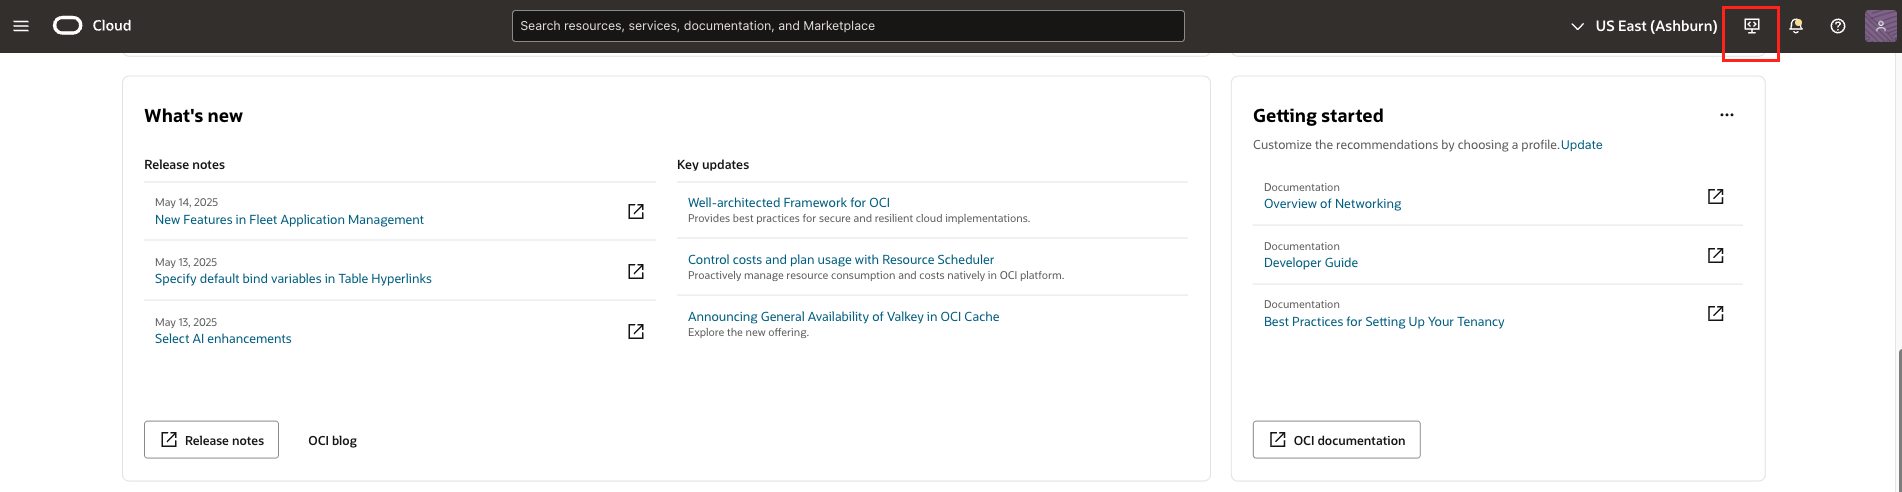 Cloud
Search resources, services, documentation, and Marketplace
US East (Ashburn)
What's new
Release notes
May 14, 2025
New Features in Fleet Application Management
May 13, 2025
Specify default bind variables in Table Hyperlinks
May 13, 2025
Select AI enhancements
Release notes
OCI blog
Key updates
Well-architected Framework for OCI
Provides best practices for secure and resilient cloud implementations.
Control costs and plan usage with Resource Scheduler
Proactively manage resource consumption and costs natively in OCI platform.
Announcing General Availability of Valkey in OCI Cache
Explore the new offering.
Getting started
Customize the recommendations by choosing a profile.Update
Documentation
Overview of Networking
Documentation
Developer Guide
Documentation
Best Practices for Setting Up Your Tenancy
OCI documentation